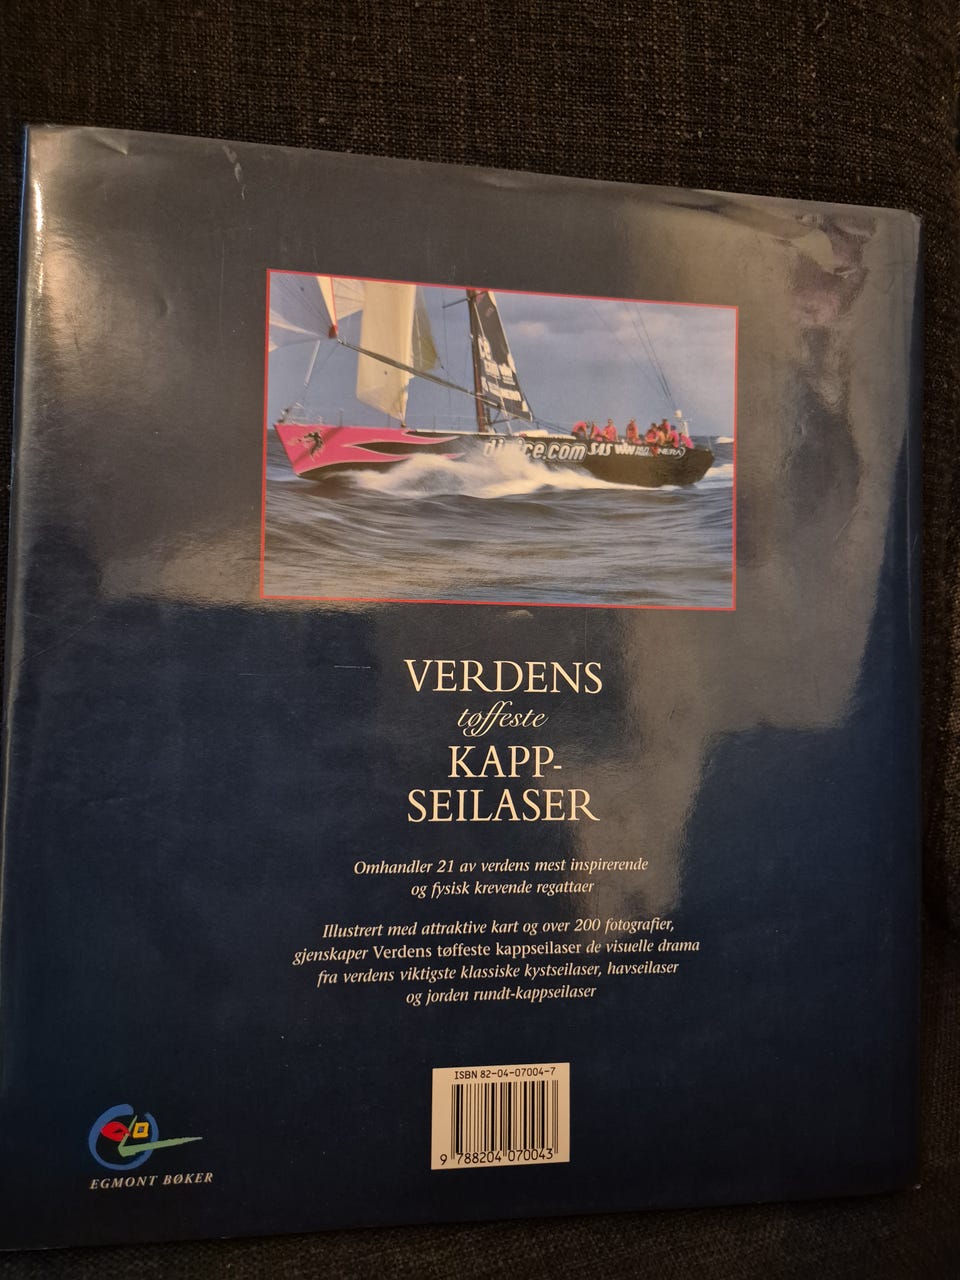 .com SAS
NERA
VERDENS
tøffeste
KAPP-
SEILASER
Omhandler 21 av verdens mest inspirerende
og fysisk krevende regattaer
Illustrert med attraktive kart og over 200 fotografier,
gjenskaper Verdens tøffeste kappseilaser de visuelle drama
fra verdens viktigste klassiske kystseilaser, havseilaser
og jorden rundt-kappseilaser
ISBN 82-04-07004-7
9 788204 070043
EGMONT BØKER